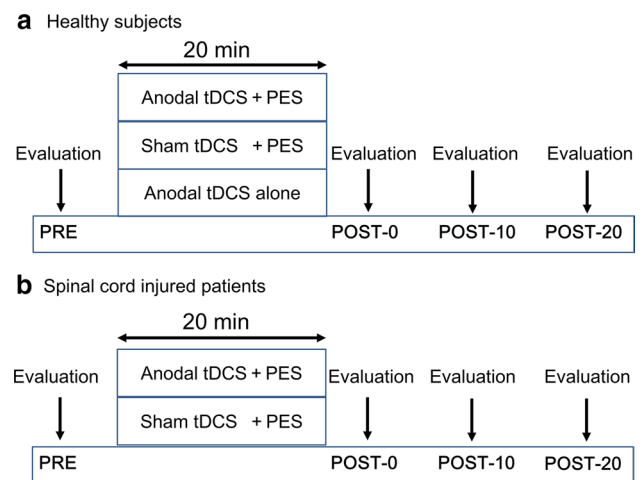 a Healthy subjects
20 min
Anodal tDCS + PES
Sham tDCS + PES
Anodal tDCS alone
Evaluation Evaluation Evaluation Evaluation
PRE POST-0 POST-10 POST-20
b Spinal cord injured patients
20 min
Anodal tDCS + PES
Sham tDCS + PES
Evaluation Evaluation Evaluation Evaluation
PRE POST-0 POST-10 POST-20